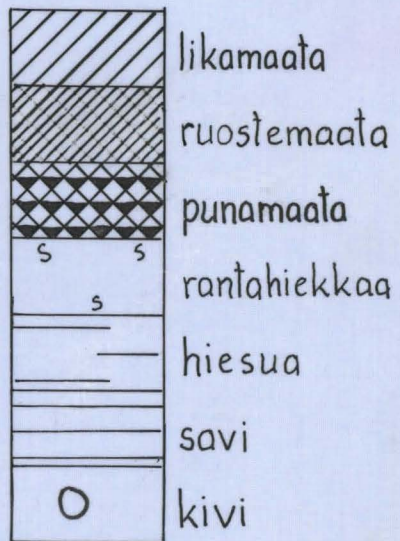 likamaata
ruostemaata
punamaata
s s
rantahiekkaa
s
hiesua
savi
kivi